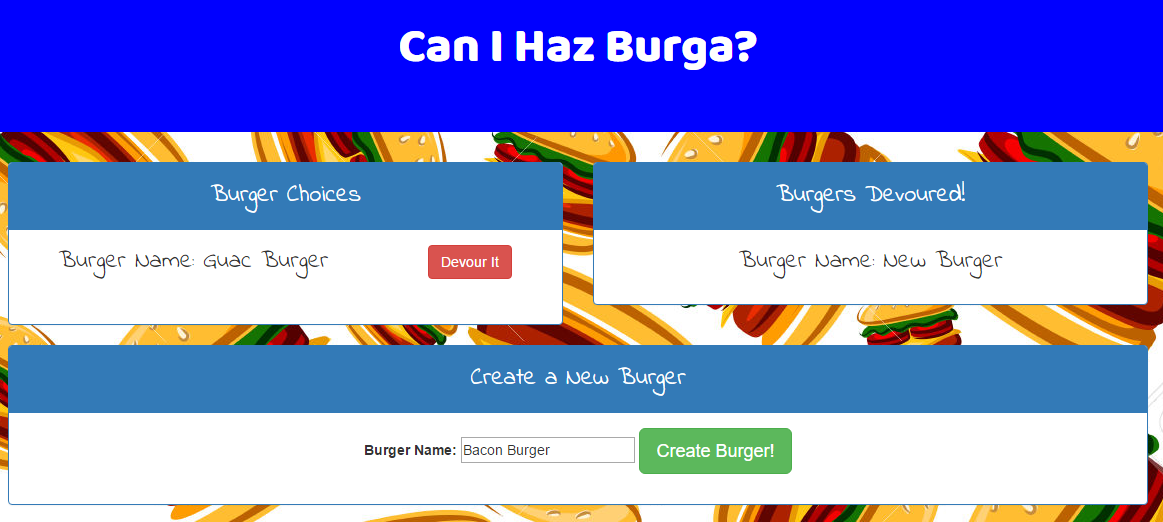 Can I Haz Burga?
Burger Choices
Burger Name: Guac Burger
Devour It
Burgers Devoured!
Burger Name: New Burger
Create a New Burger
Burger Name: Bacon Burger Create Burger!